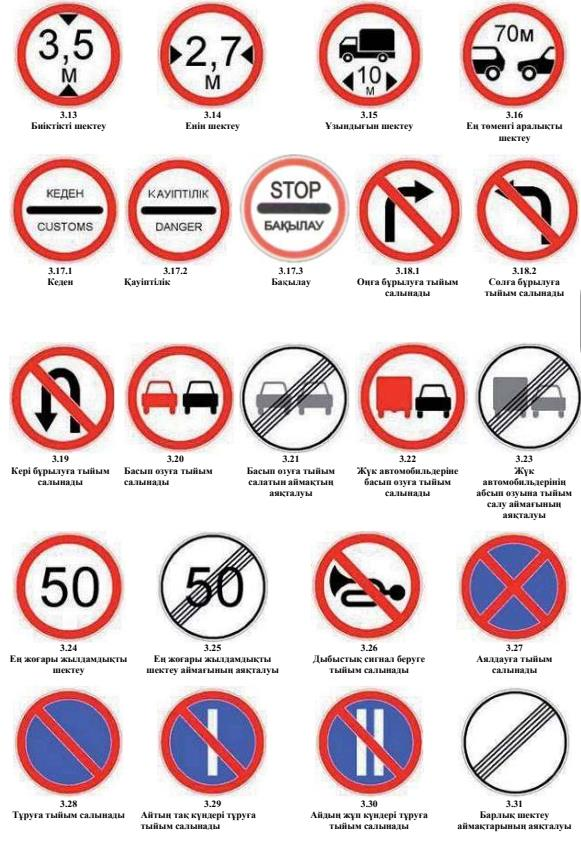 3,5
м
2,7
м
10
м
70м
3.13
Биіктікті шектеу
3.14
Енін шектеу
3.15
Ұзындығын шектеу
3.16
Ең төменгі аралықты
шектеу
КЕДЕН
CUSTOMS
ҚАУІПТІЛІК
DANGER
STOP
БАҚЫЛАУ
3.17.1
Кеден
3.17.2
Қауіптілік
3.17.3
Бақылау
3.18.1
Оңға бұрылуға тыйым
салынады
3.18.2
Солға бұрылуға
тыйым салынады
3.19
Кері бұрылуға тыйым
салынады
3.20
Басып озуға тыйым
салынады
3.21
Басып озуға тыйым
салатын аймақтың
аяқталуы
3.22
Жүк автомобильдеріне
басып озуға тыйым
салынады
3.23
Жүк
автомобильдерінің
абсып озуына тыйым
салу аймағының
аяқталуы
50
50
3.24
Ең жоғары жылдамдықты
шектеу
3.25
Ең жоғары жылдамдықты
шектеу аймағының аяқталуы
3.26
Дыбыстық сигнал беруге
тыйым салынады
3.27
Аялдауға тыйым
салынады
3.28
Тұруға тыйым салынады
3.29
Айтың тақ күндері тұруға
тыйым салынады
3.30
Айдың жұп күндері тұруға
тыйым салынады
3.31
Барлық шектеу
аймақтарының аяқталуы